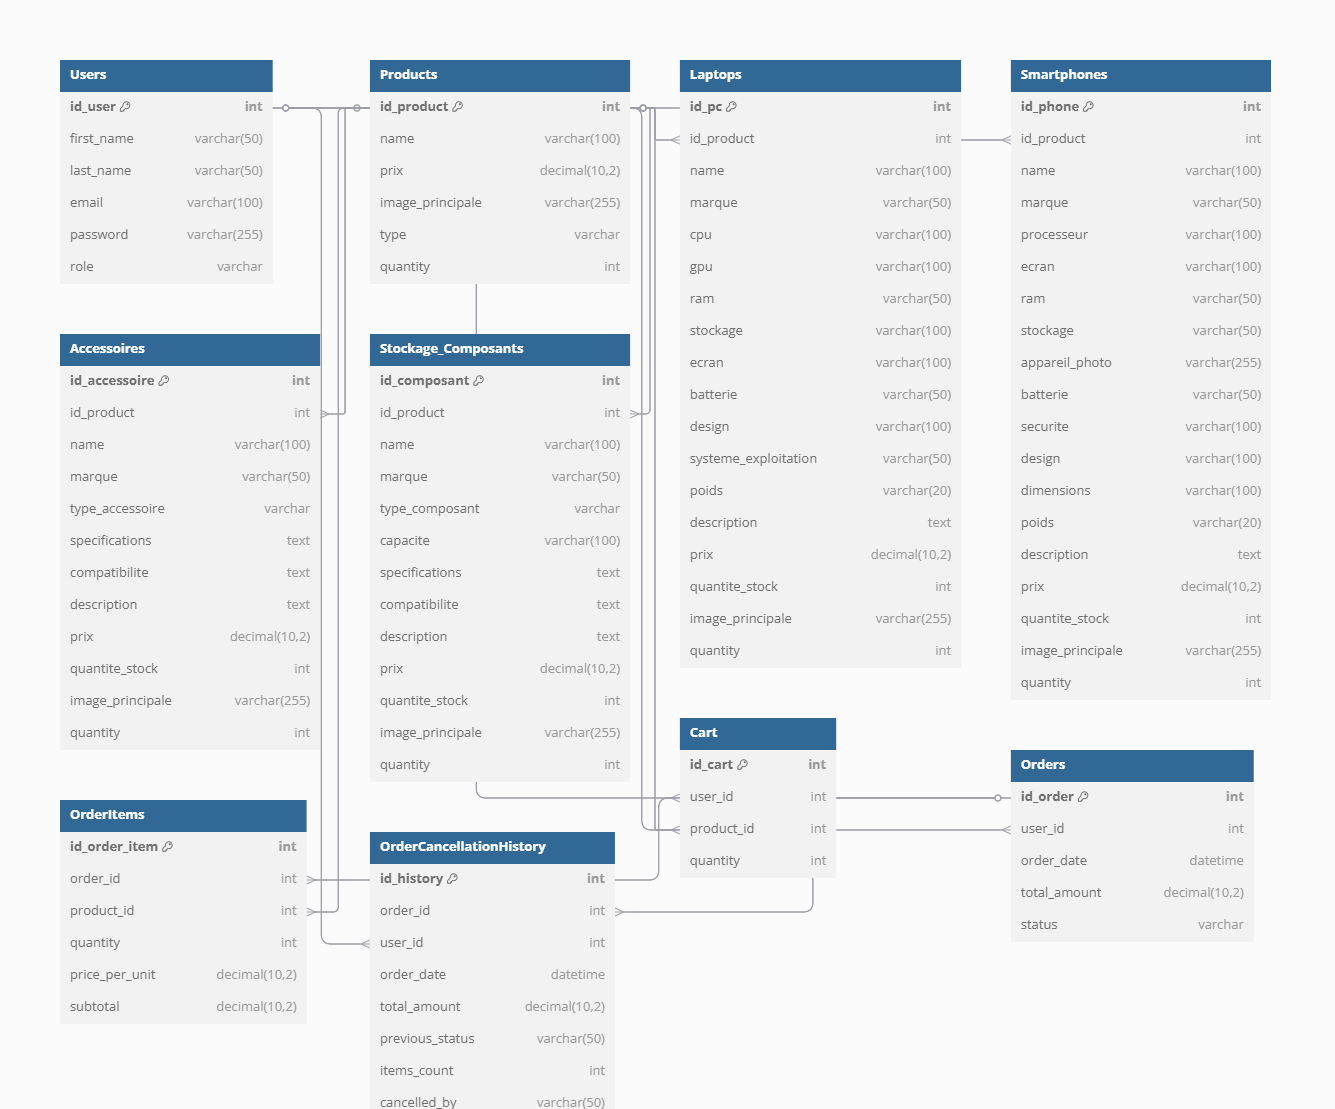 Users
id_user int
first_name varchar(50)
last_name varchar(50)
email varchar(100)
password varchar(255)
role varchar
Products
id_product int
name varchar(100)
prix decimal(10,2)
image_principale varchar(255)
type varchar
quantity int
Laptops
id_pc int
id_product int
name varchar(100)
marque varchar(50)
cpu varchar(100)
gpu varchar(100)
ram varchar(50)
stockage varchar(100)
ecran varchar(100)
batterie varchar(50)
design varchar(100)
systeme_exploitation varchar(50)
poids varchar(20)
description text
prix decimal(10,2)
quantite_stock int
image_principale varchar(255)
quantity int
Smartphones
id_phone int
id_product int
name varchar(100)
marque varchar(50)
processeur varchar(100)
ecran varchar(100)
ram varchar(50)
stockage varchar(50)
appareil_photo varchar(255)
batterie varchar(50)
securite varchar(100)
design varchar(100)
dimensions varchar(100)
poids varchar(20)
description text
prix decimal(10,2)
quantite_stock int
image_principale varchar(255)
quantity int
Accessoires
id_accessoire int
id_product int
name varchar(100)
marque varchar(50)
type_accessoire varchar
specifications text
compatibilite text
description text
prix decimal(10,2)
quantite_stock int
image_principale varchar(255)
quantity int
Stockage_Composants
id_composant int
id_product int
name varchar(100)
marque varchar(50)
type_composant varchar
capacite varchar(100)
specifications text
compatibilite text
description text
prix decimal(10,2)
quantite_stock int
image_principale varchar(255)
quantity int
Cart
id_cart int
user_id int
product_id int
quantity int
Orders
id_order int
user_id int
order_date datetime
total_amount decimal(10,2)
status varchar
OrderItems
id_order_item int
order_id int
product_id int
quantity int
price_per_unit decimal(10,2)
subtotal decimal(10,2)
OrderCancellationHistory
id_history int
order_id int
user_id int
order_date datetime
total_amount decimal(10,2)
previous_status varchar(50)
items_count int
cancelled_by varchar(50)